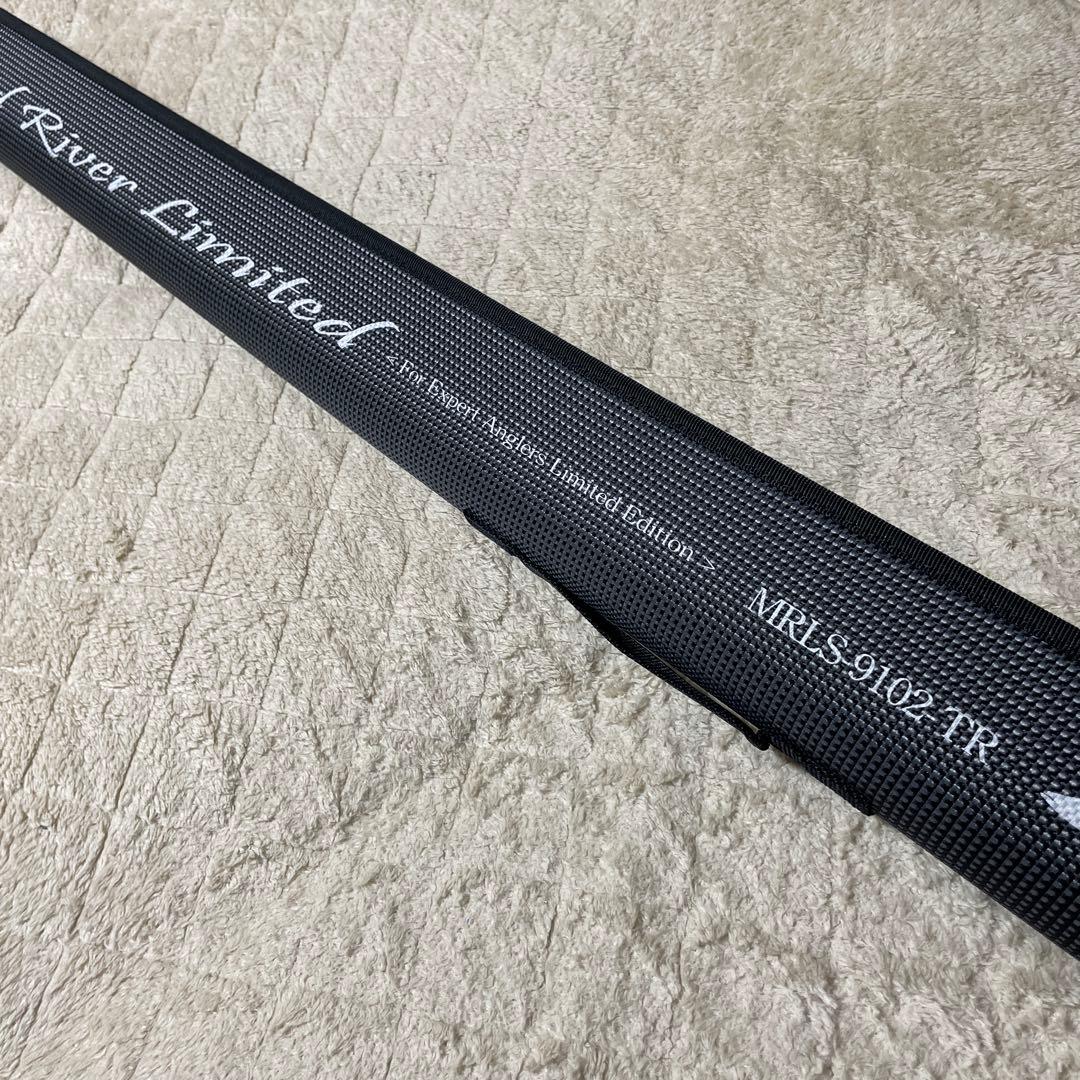 River Limited
< For Expert Anglers Limited Edition >
MRLS-9102-TR